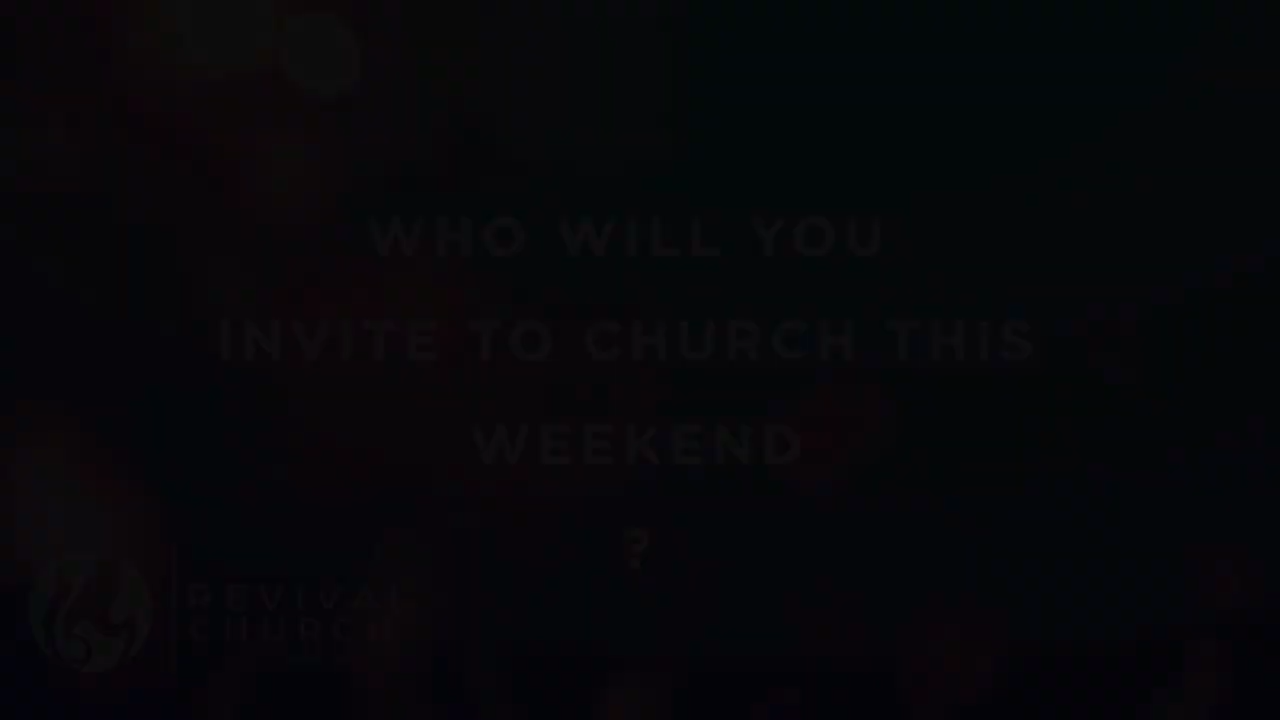 WHO WILL YOU
INVITE TO CHURCH THIS
WEEKEND
?
REVIVAL
CHURCH